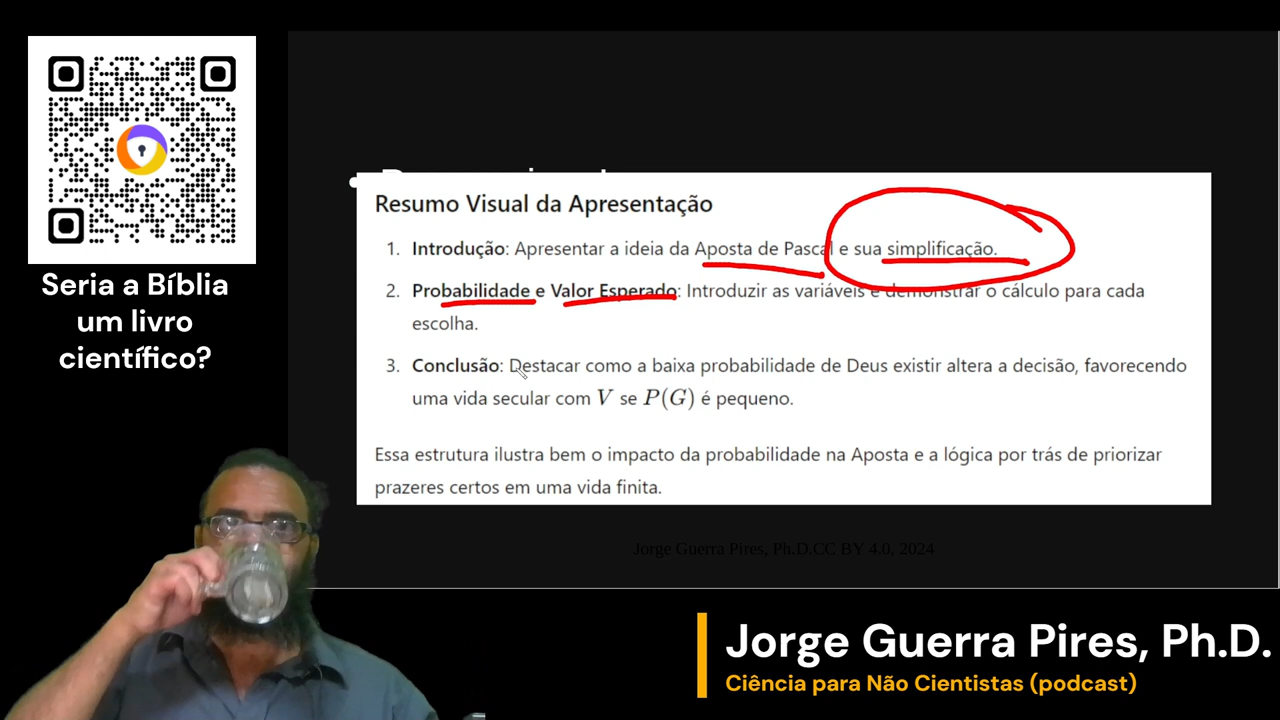 Seria a Bíblia
um livro
científico?
Resumo Visual da Apresentação
1. Introdução: Apresentar a ideia da Aposta de Pascal e sua simplificação.
2. Probabilidade e Valor Esperado: Introduzir as variáveis e demonstrar o cálculo para cada
escolha.
3. Conclusão: Destacar como a baixa probabilidade de Deus existir altera a decisão, favorecendo
uma vida secular com V se P(G) é pequeno.
Essa estrutura ilustra bem o impacto da probabilidade na Aposta e a lógica por trás de priorizar
prazeres certos em uma vida finita.
Jorge Guerra Pires, Ph.D.CC BY 4.0, 2024
Jorge Guerra Pires, Ph.D.
Ciência para Não Cientistas (podcast)